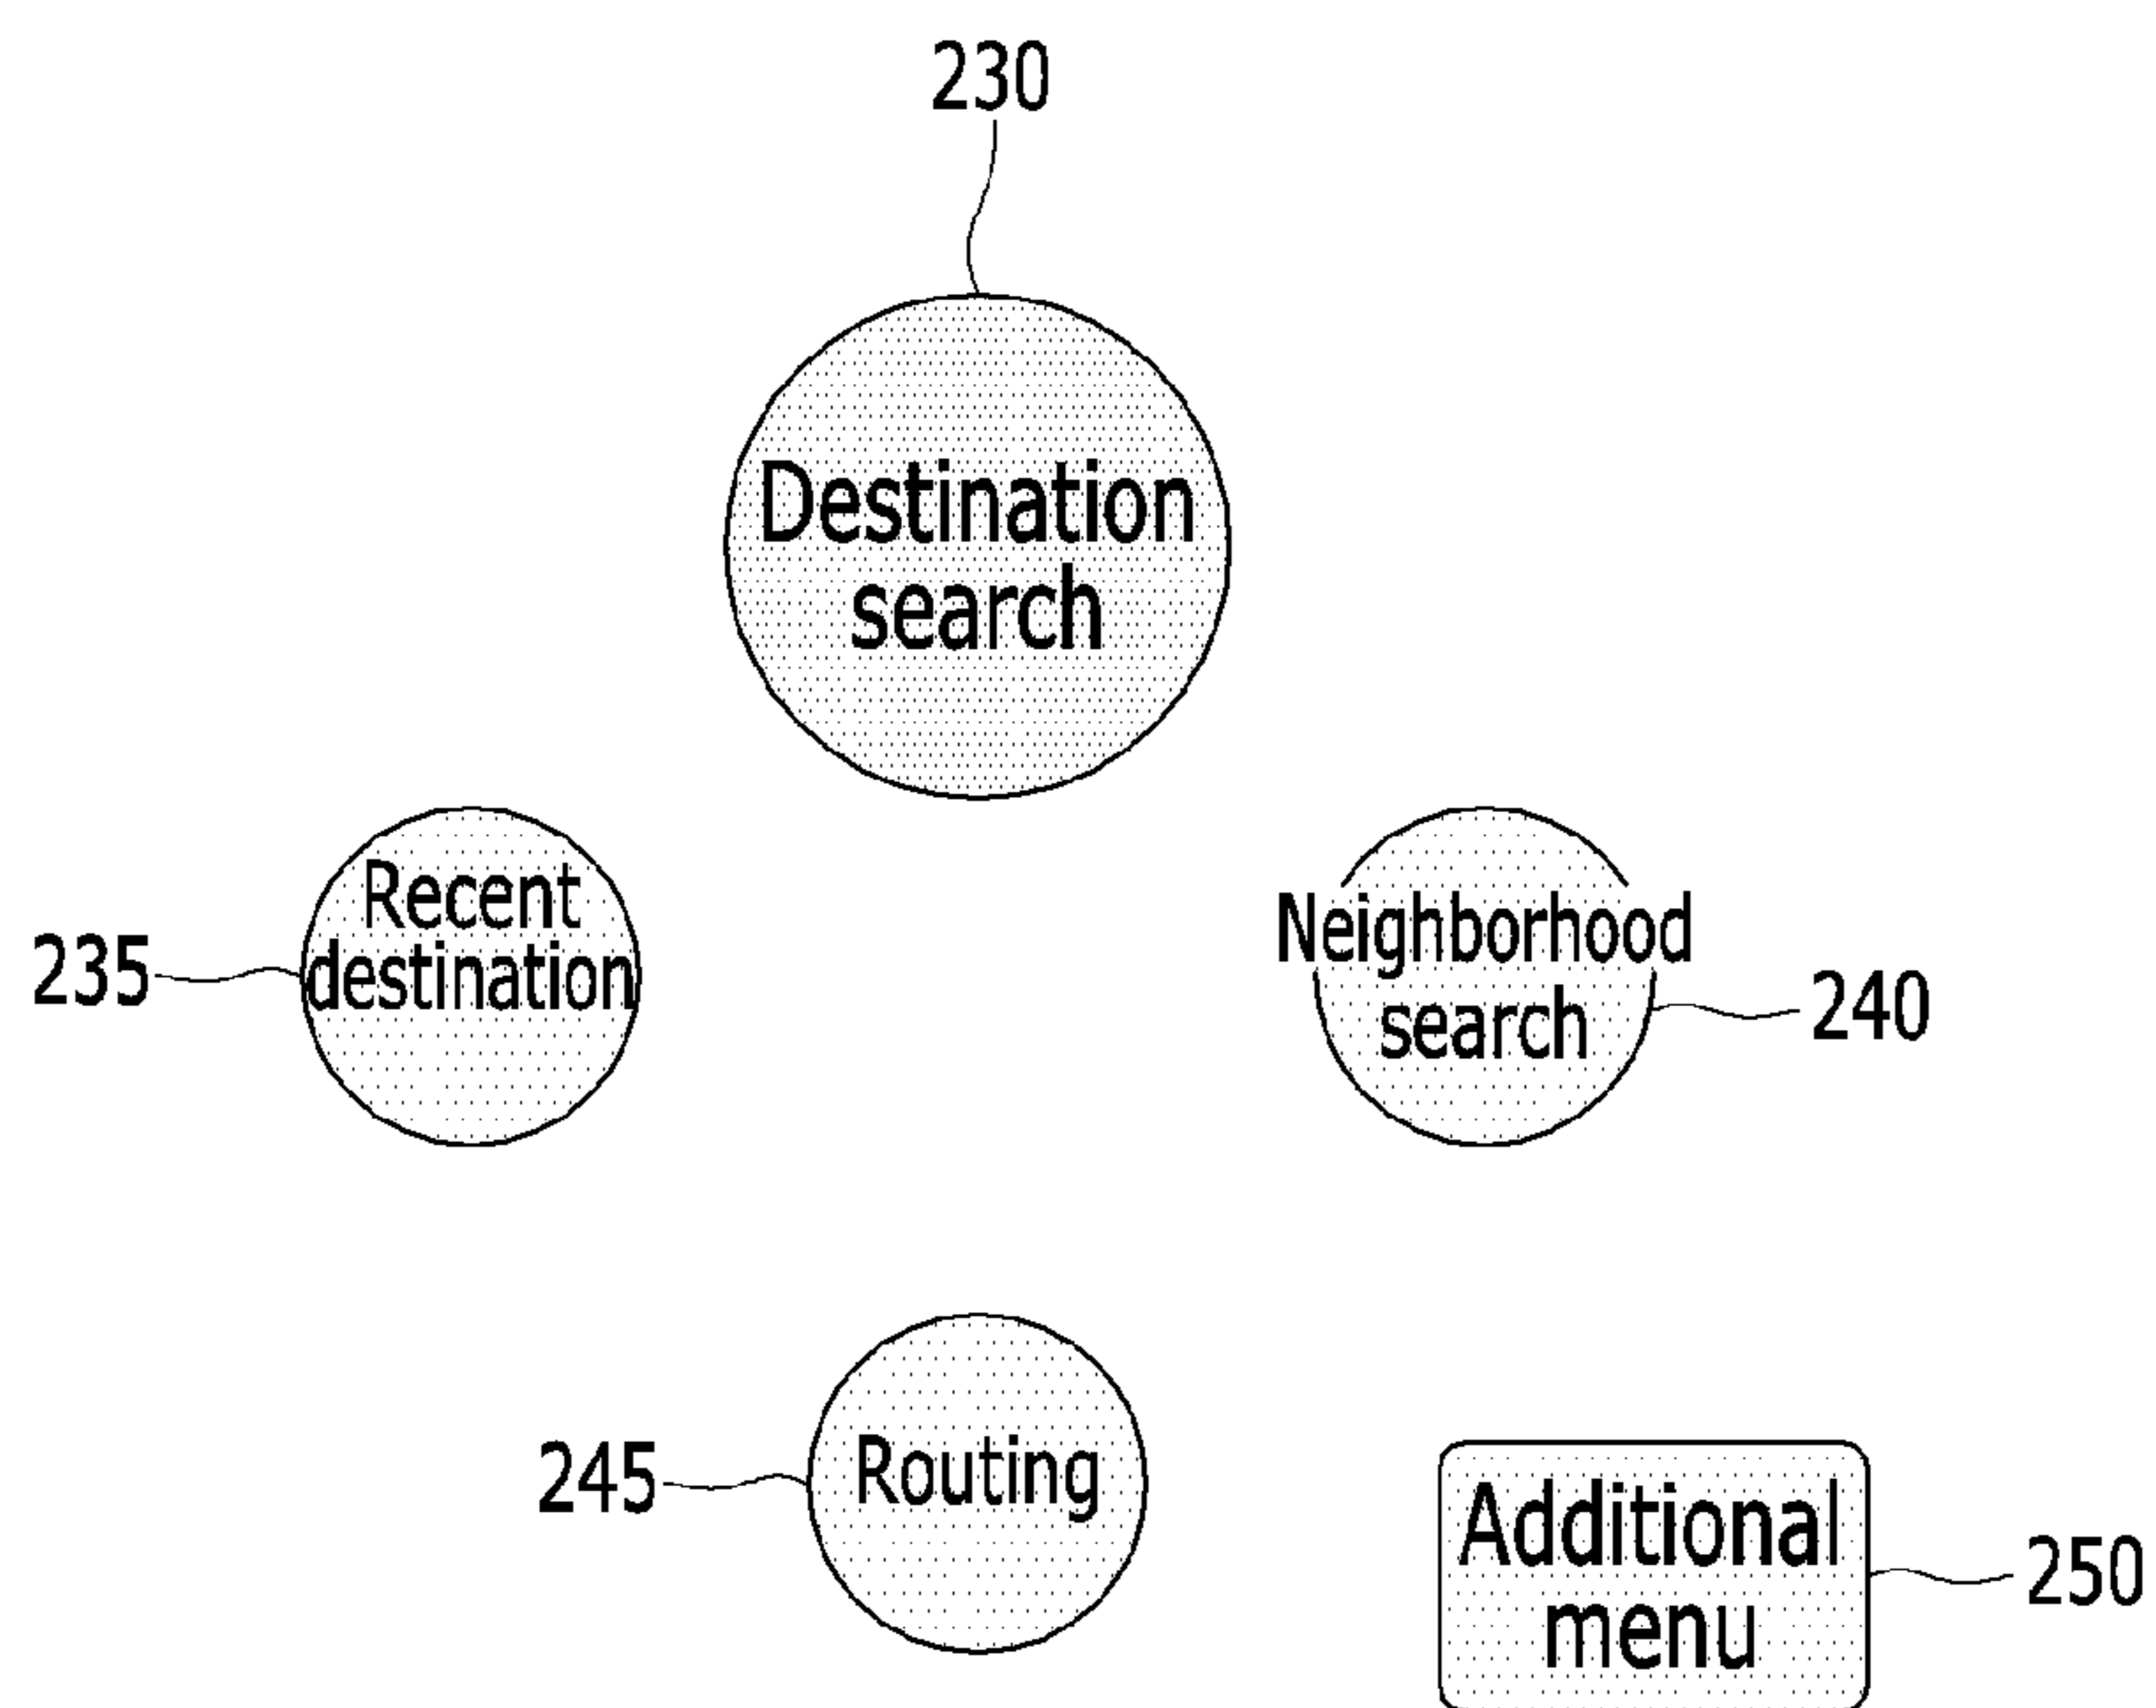 230
Destination
search
Recent
destination
235
Neighborhood
search
240
245
Routing
Additional
menu
250